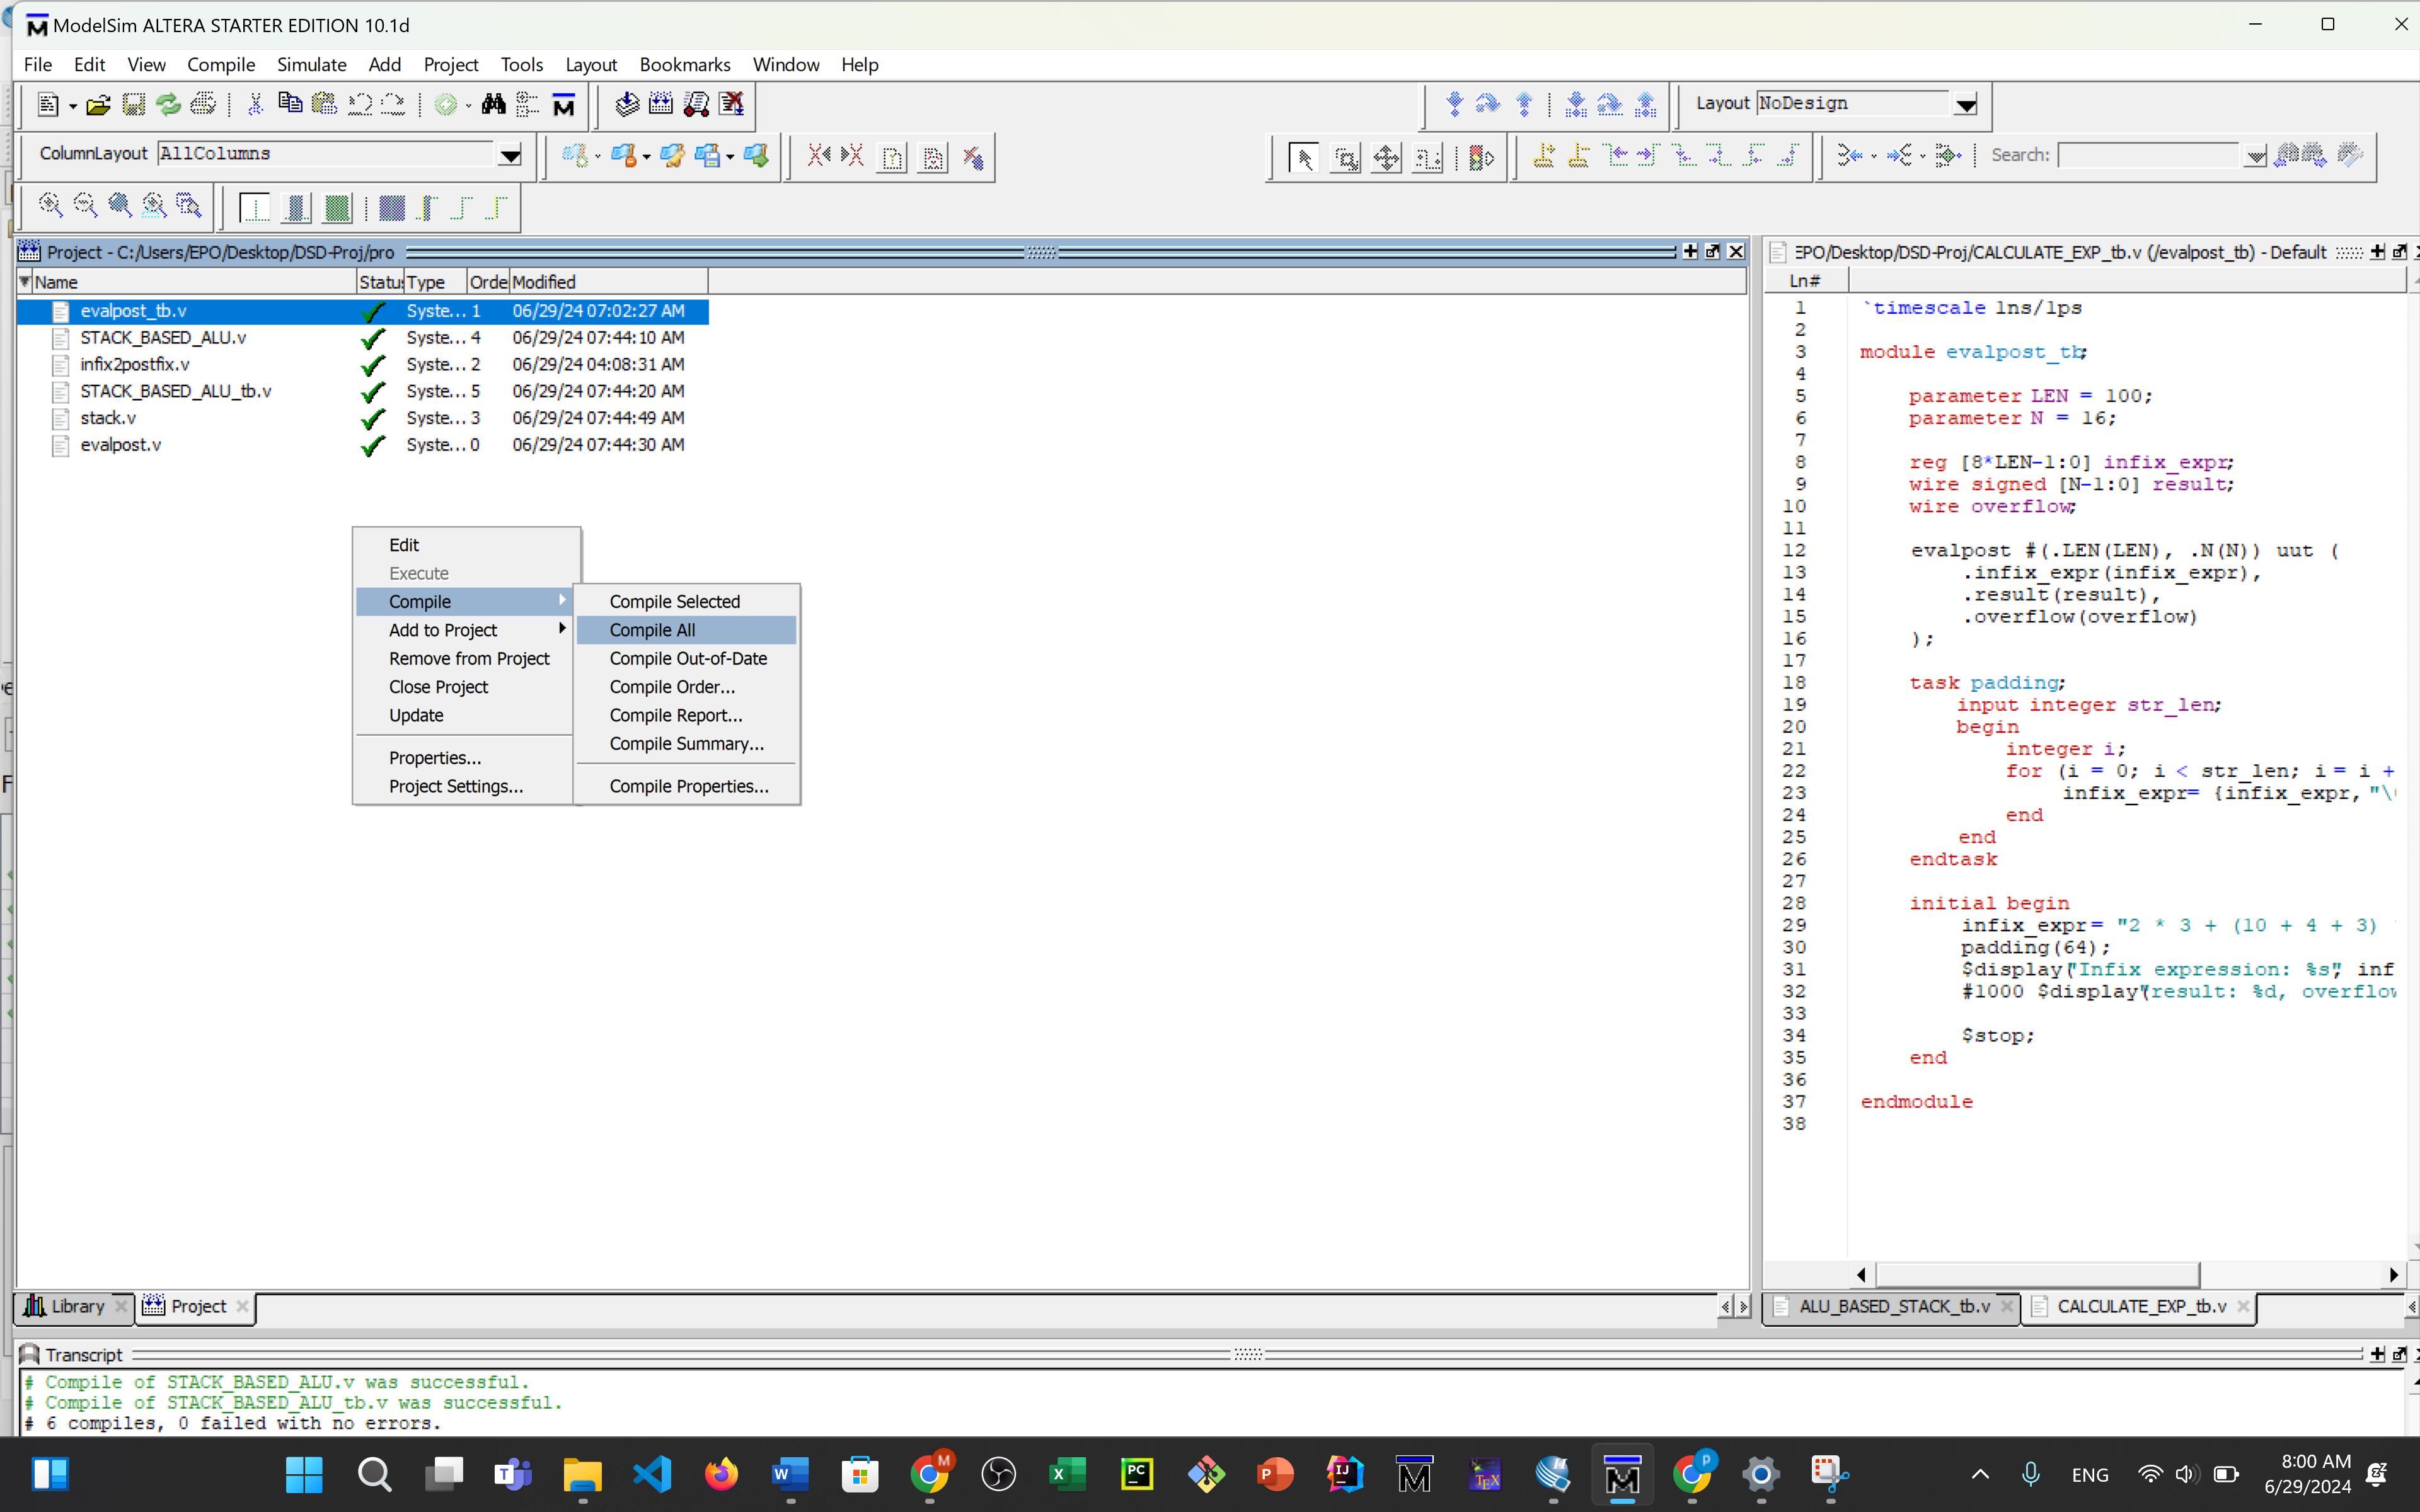 ModelSim ALTERA STARTER EDITION 10.1d
File Edit View Compile Simulate Add Project Tools Layout Bookmarks Window Help
Layout NoDesign
ColumnLayout AllColumns
Search:
Project - C:/Users/EPO/Desktop/DSD-Proj/pro
Name Status Type Orde Modified
evalpost_tb.v Syste... 1 06/29/24 07:02:27 AM
STACK_BASED_ALU.v Syste... 4 06/29/24 07:44:10 AM
infix2postfix.v Syste... 2 06/29/24 04:08:31 AM
STACK_BASED_ALU_tb.v Syste... 5 06/29/24 07:44:20 AM
stack.v Syste... 3 06/29/24 07:44:49 AM
evalpost.v Syste... 0 06/29/24 07:44:30 AM
Edit
Execute
Compile
Add to Project
Remove from Project
Close Project
Update
Properties...
Project Settings...
Compile Selected
Compile All
Compile Out-of-Date
Compile Order...
Compile Report...
Compile Summary...
Compile Properties...
EPO/Desktop/DSD-Proj/CALCULATE_EXP_tb.v (/evalpost_tb) - Default
Ln#
1 `timescale 1ns/1ps
2
3 module evalpost_tb;
4
5 parameter LEN = 100;
6 parameter N = 16;
7
8 reg [8*LEN-1:0] infix_expr;
9 wire signed [N-1:0] result;
10 wire overflow;
11
12 evalpost #(.LEN(LEN), .N(N)) uut (
13 .infix_expr(infix_expr),
14 .result(result),
15 .overflow(overflow)
16 );
17
18 task padding;
19 input integer str_len;
20 begin
21 integer i;
22 for (i = 0; i < str_len; i = i +
23 infix_expr= {infix_expr, "\
24 end
25 end
26 endtask
27
28 initial begin
29 infix_expr= "2 * 3 + (10 + 4 + 3)
30 padding(64);
31 $display("Infix expression: %s", inf
32 #1000 $display("result: %d, overflow
33
34 $stop;
35 end
36
37 endmodule
38
Library Project
ALU_BASED_STACK_tb.v CALCULATE_EXP_tb.v
Transcript
# Compile of STACK_BASED_ALU.v was successful.
# Compile of STACK_BASED_ALU_tb.v was successful.
# 6 compiles, 0 failed with no errors.
ENG
8:00 AM
6/29/2024